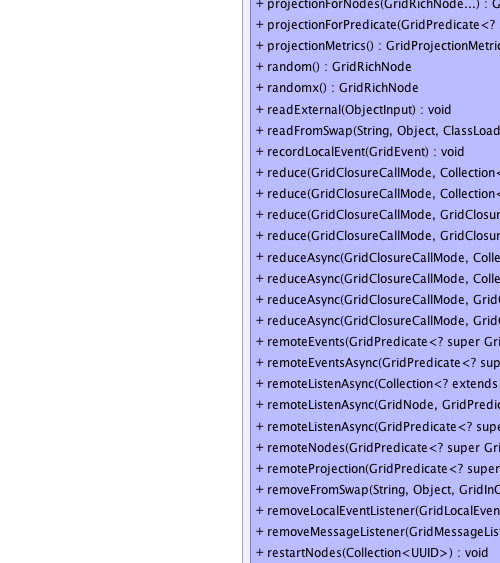 + projectionForNodes(GridRichNode...) : G
+ projectionForPredicate(GridPredicate<?
+ projectionMetrics() : GridProjectionMetric
+ random() : GridRichNode
+ randomx() : GridRichNode
+ readExternal(ObjectInput) : void
+ readFromSwap(String, Object, ClassLoad
+ recordLocalEvent(GridEvent) : void
+ reduce(GridClosureCallMode, Collection<
+ reduce(GridClosureCallMode, Collection<
+ reduce(GridClosureCallMode, GridClosur
+ reduce(GridClosureCallMode, GridClosur
+ reduceAsync(GridClosureCallMode, Colle
+ reduceAsync(GridClosureCallMode, Colle
+ reduceAsync(GridClosureCallMode, Grid
+ reduceAsync(GridClosureCallMode, Grid
+ remoteEvents(GridPredicate<? super Gri
+ remoteEventsAsync(GridPredicate<? sup
+ remoteListenAsync(Collection<? extends
+ remoteListenAsync(GridNode, GridPredic
+ remoteListenAsync(GridPredicate<? supe
+ remoteNodes(GridPredicate<? super Gri
+ remoteProjection(GridPredicate<? super
+ removeFromSwap(String, Object, GridInC
+ removeLocalEventListener(GridLocalEven
+ removeMessageListener(GridMessageLis
+ restartNodes(Collection<UUID>) : void